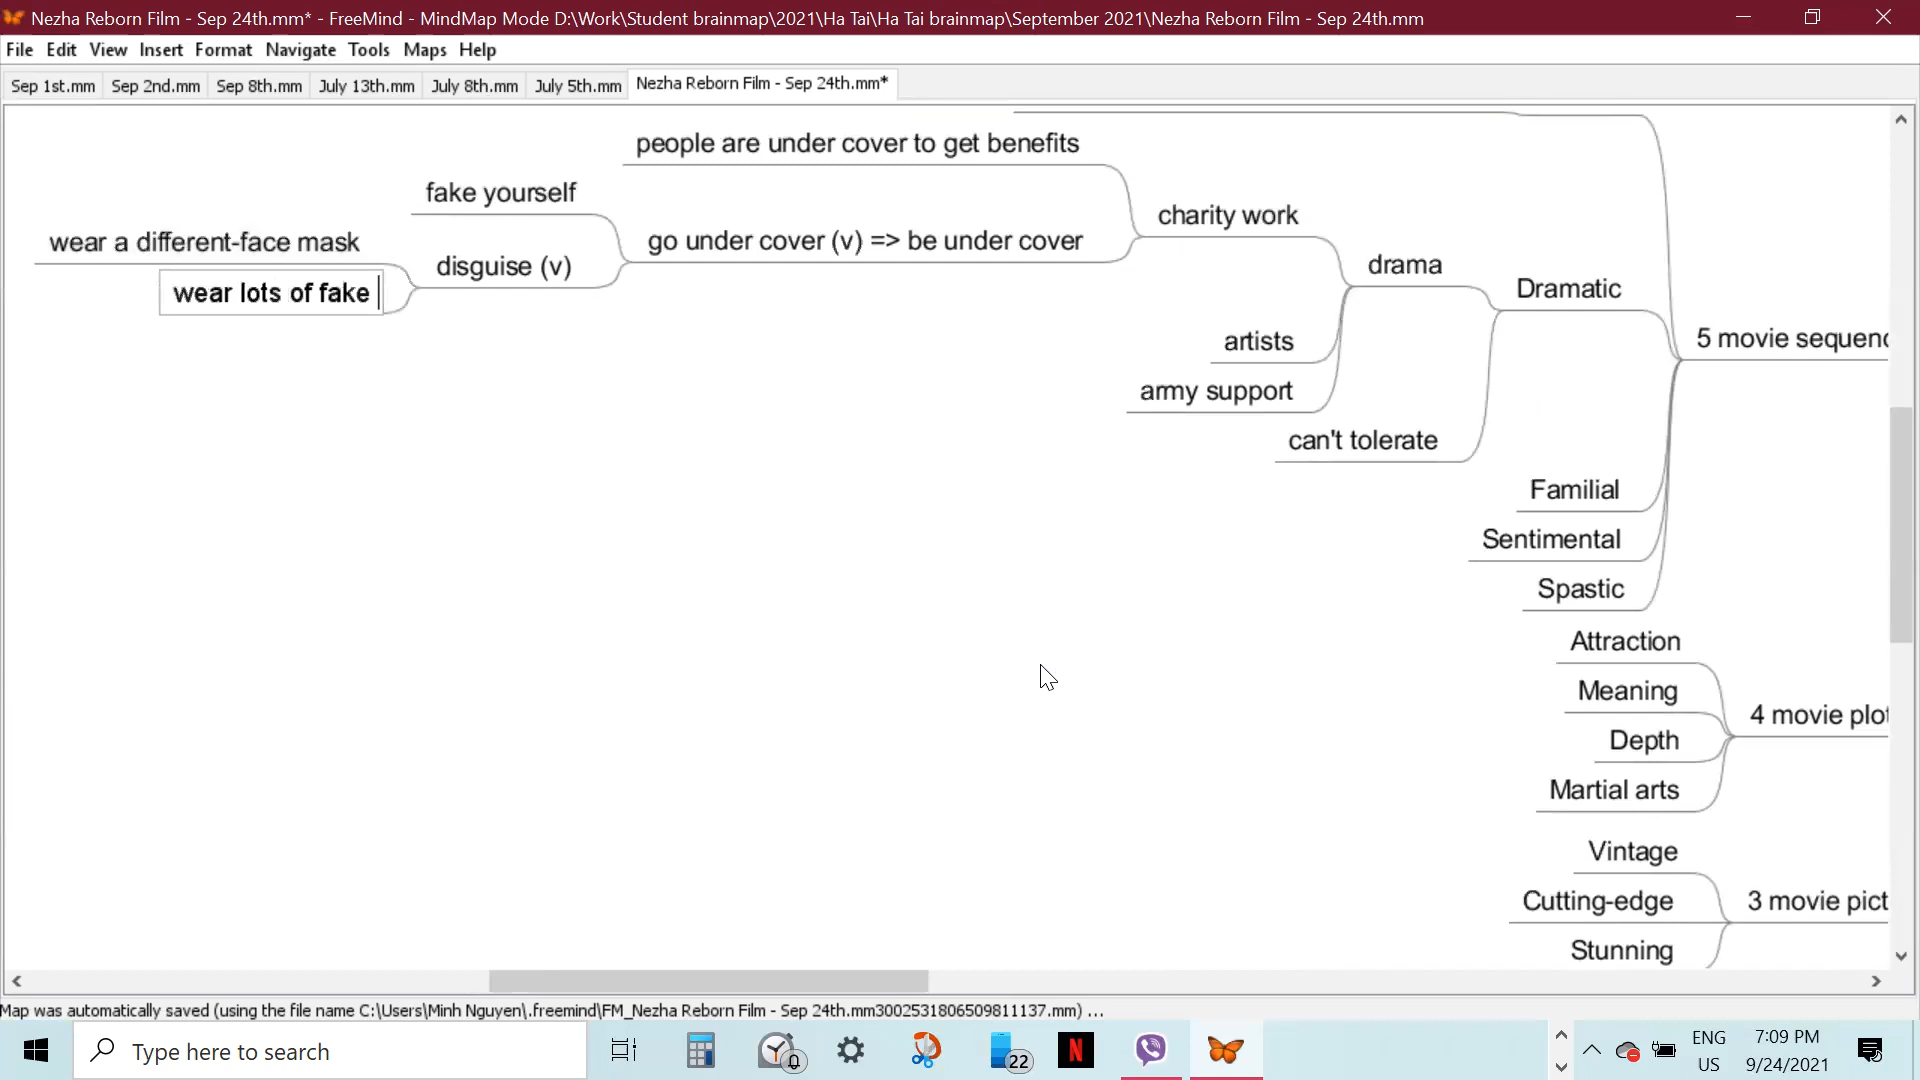 Nezha Reborn Film - Sep 24th.mm* - FreeMind - MindMap Mode D:\Work\Student brainmap\2021\Ha Tai\Ha Tai brainmap\September 2021\Nezha Reborn Film - Sep 24th.mm
File Edit View Insert Format Navigate Tools Maps Help
Sep 1st.mm Sep 2nd.mm Sep 8th.mm July 13th.mm July 8th.mm July 5th.mm Nezha Reborn Film - Sep 24th.mm*
people are under cover to get benefits
fake yourself
charity work
wear a different-face mask
go under cover (v) => be under cover
disguise (v)
drama
wear lots of fake
Dramatic
artists
5 movie sequenc
army support
can't tolerate
Familial
Sentimental
Spastic
Attraction
Meaning
4 movie plot
Depth
Martial arts
Vintage
Cutting-edge
3 movie pict
Stunning
Map was automatically saved (using the file name C:\Users\Minh Nguyen\.freemind\FM_Nezha Reborn Film - Sep 24th.mm3002531806509811137.mm) ...
Type here to search
22
N
ENG
US
7:09 PM
9/24/2021